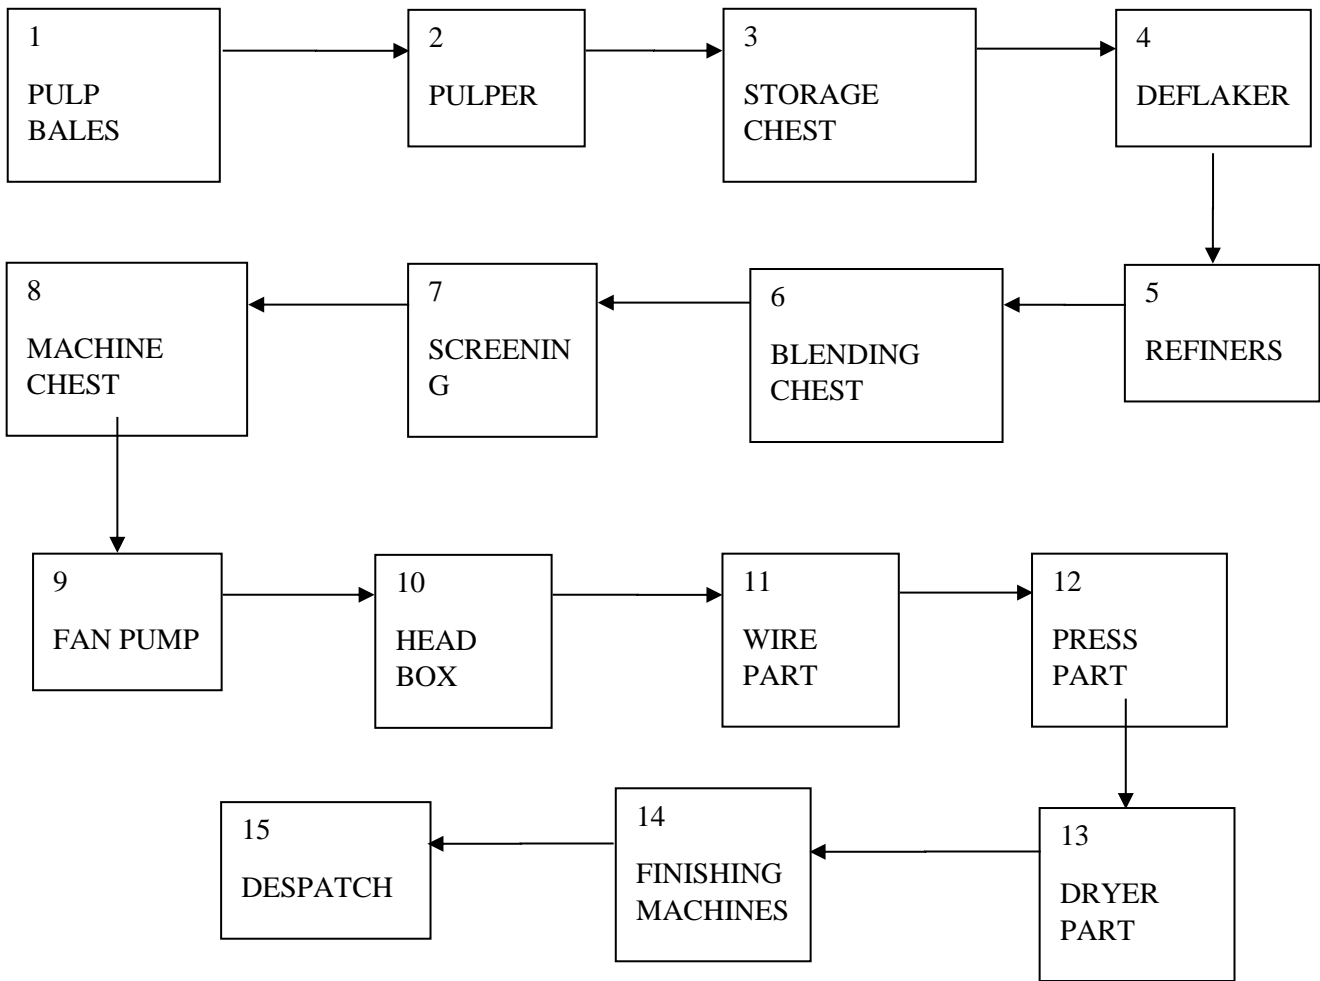 1
PULP
BALES
2
PULPER
3
STORAGE
CHEST
4
DEFLAKER
5
REFINERS
6
BLENDING
CHEST
7
SCREENIN
G
8
MACHINE
CHEST
9
FAN PUMP
10
HEAD
BOX
11
WIRE
PART
12
PRESS
PART
13
DRYER
PART
14
FINISHING
MACHINES
15
DESPATCH